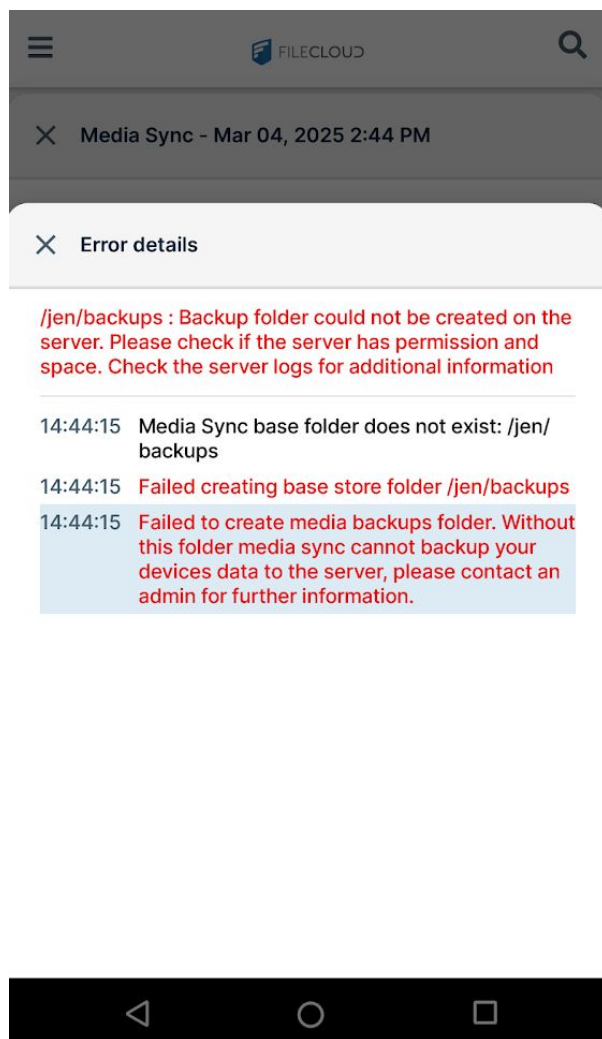 FILECLOUD
Media Sync - Mar 04, 2025 2:44 PM
Error details
/jen/backups : Backup folder could not be created on the
server. Please check if the server has permission and
space. Check the server logs for additional information
14:44:15 Media Sync base folder does not exist: /jen/
backups
14:44:15 Failed creating base store folder /jen/backups
14:44:15 Failed to create media backups folder. Without
this folder media sync cannot backup your
devices data to the server, please contact an
admin for further information.